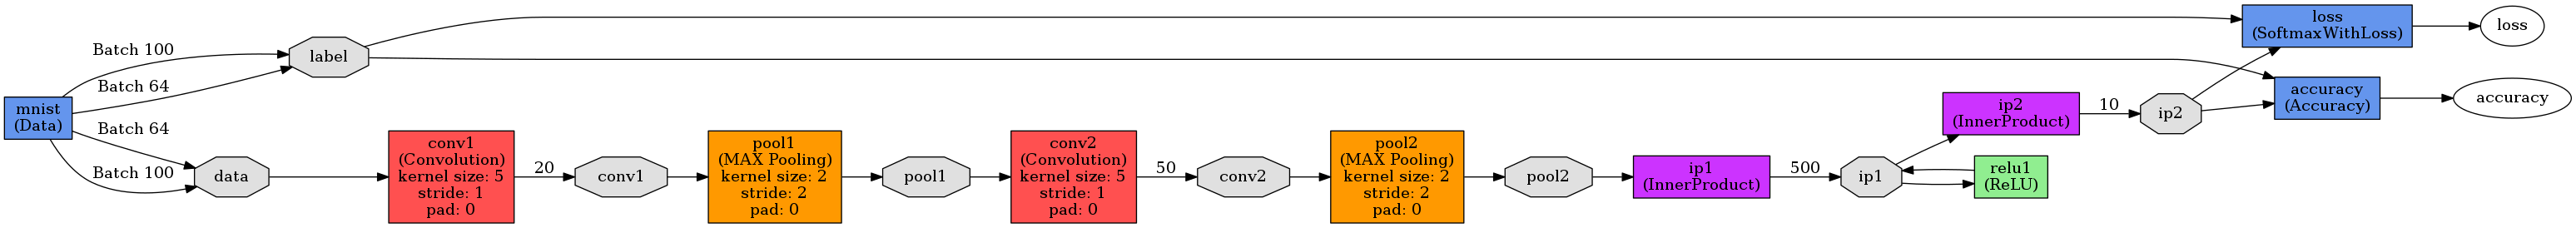 mnist
(Data)
Batch 100
Batch 64
Batch 64
Batch 100
label
data
conv1
(Convolution)
kernel size: 5
stride: 1
pad: 0
20
conv1
pool1
(MAX Pooling)
kernel size: 2
stride: 2
pad: 0
pool1
conv2
(Convolution)
kernel size: 5
stride: 1
pad: 0
50
conv2
pool2
(MAX Pooling)
kernel size: 2
stride: 2
pad: 0
pool2
ip1
(InnerProduct)
500
ip1
relu1
(ReLU)
ip2
(InnerProduct)
10
ip2
loss
(SoftmaxWithLoss)
loss
accuracy
(Accuracy)
accuracy